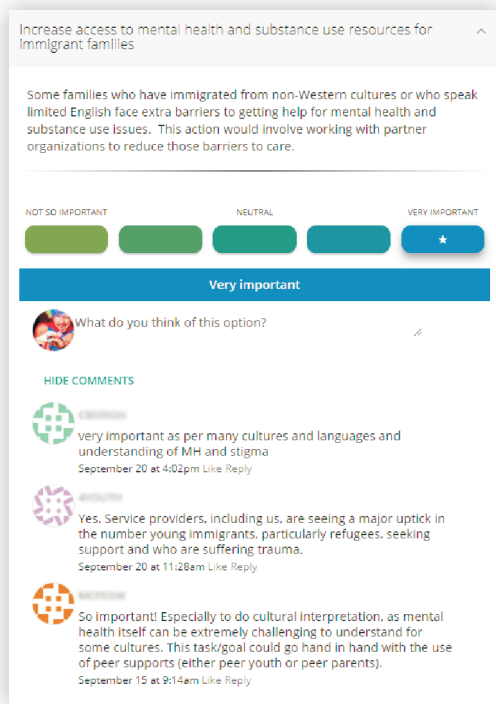 Increase access to mental health and substance use resources for
immigrant families
Some families who have immigrated from non-Western cultures or who speak
limited English face extra barriers to getting help for mental health and
substance use issues. This action would involve working with partner
organizations to reduce those barriers to care.
NOT SO IMPORTANT NEUTRAL VERY IMPORTANT
Very important
What do you think of this option?
HIDE COMMENTS
very important as per many cultures and languages and
understanding of MH and stigma
September 20 at 4:02pm Like Reply
Yes. Service providers, including us, are seeing a major uptick in
the number young immigrants, particularly refugees, seeking
support and who are suffering trauma.
September 20 at 11:28am Like Reply
So important! Especially to do cultural interpretation, as mental
health itself can be extremely challenging to understand for
some cultures. This task/goal could go hand in hand with the use
of peer supports (either peer youth or peer parents).
September 15 at 9:14am Like Reply